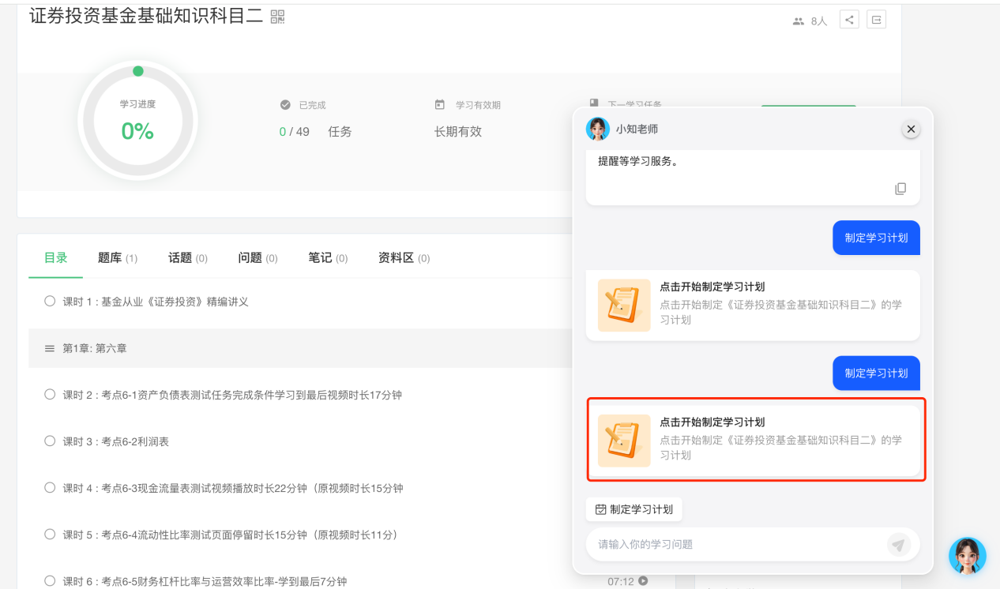 证券投资基金基础知识科目二
8人
学习进度
0%
已完成
0 / 49 任务
学习有效期
长期有效
下一学习任务
目录
题库 (1)
话题 (0)
问题 (0)
笔记 (0)
资料区 (0)
课时 1 : 基金从业《证券投资》精编讲义
第1章: 第六章
课时 2 : 考点6-1资产负债表测试任务完成条件学习到最后视频时长17分钟
课时 3 : 考点6-2利润表
课时 4 : 考点6-3现金流量表测试视频播放时长22分钟（原视频时长15分钟
课时 5 : 考点6-4流动性比率测试页面停留时长15分钟（原视频时长11分）
课时 6 : 考点6-5财务杠杆比率与运营效率比率-学到最后7分钟
07:12
小知老师
提醒等学习服务。
制定学习计划
点击开始制定学习计划
点击开始制定《证券投资基金基础知识科目二》的学
习计划
制定学习计划
点击开始制定学习计划
点击开始制定《证券投资基金基础知识科目二》的学
习计划
制定学习计划
请输入你的学习问题